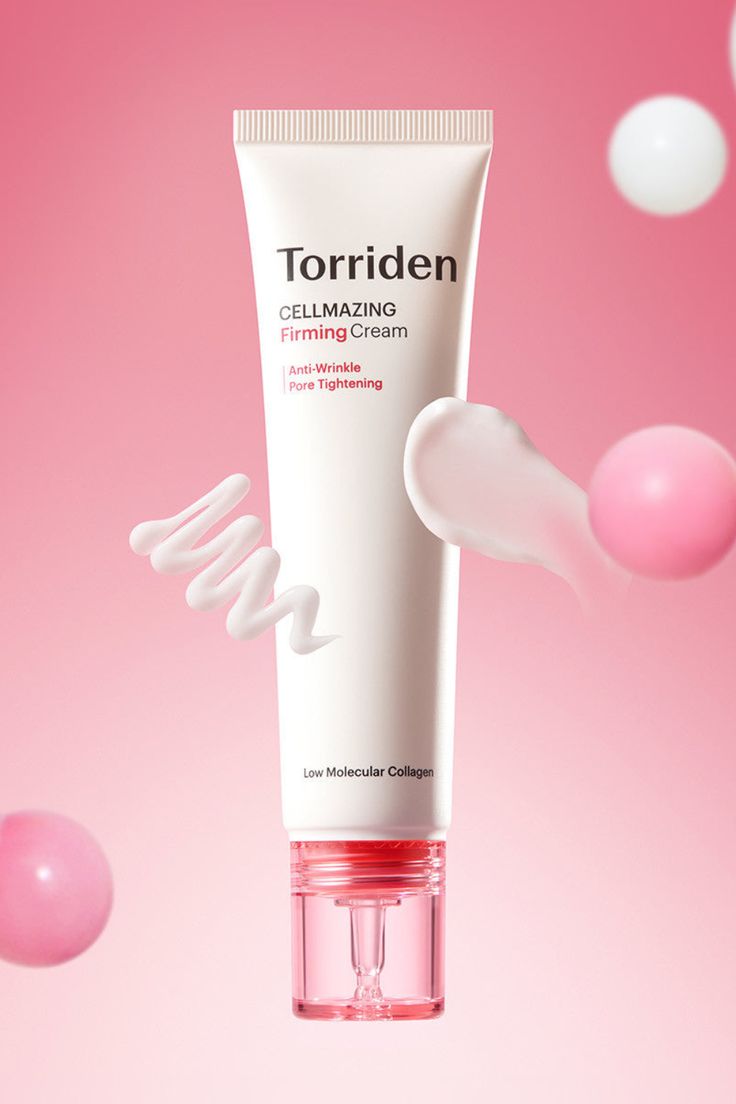 Torriden
CELLMAZING
Firming Cream
Anti-Wrinkle
Pore Tightening
Low Molecular Collagen